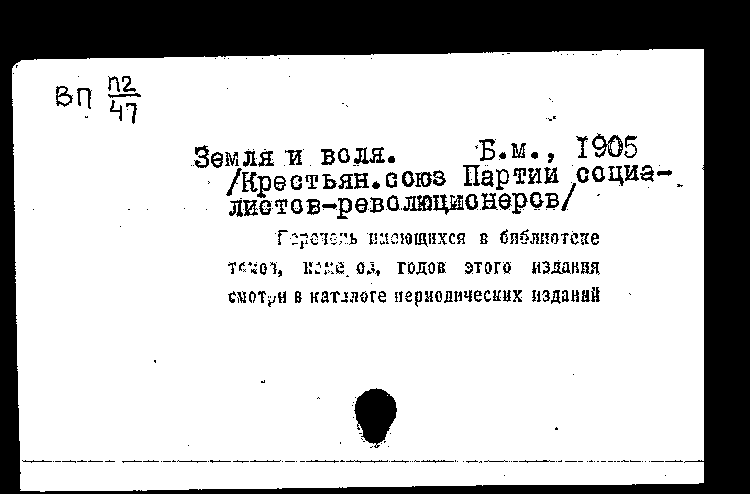 ВП П2/47
Земля и воля. Б.м., 1905
/Крестьян.союз Партии социа-
листов-революционеров/
Перечень имеющихся в библиотеке
томов, номеров, годов этого издания
смотри в каталоге периодических изданий